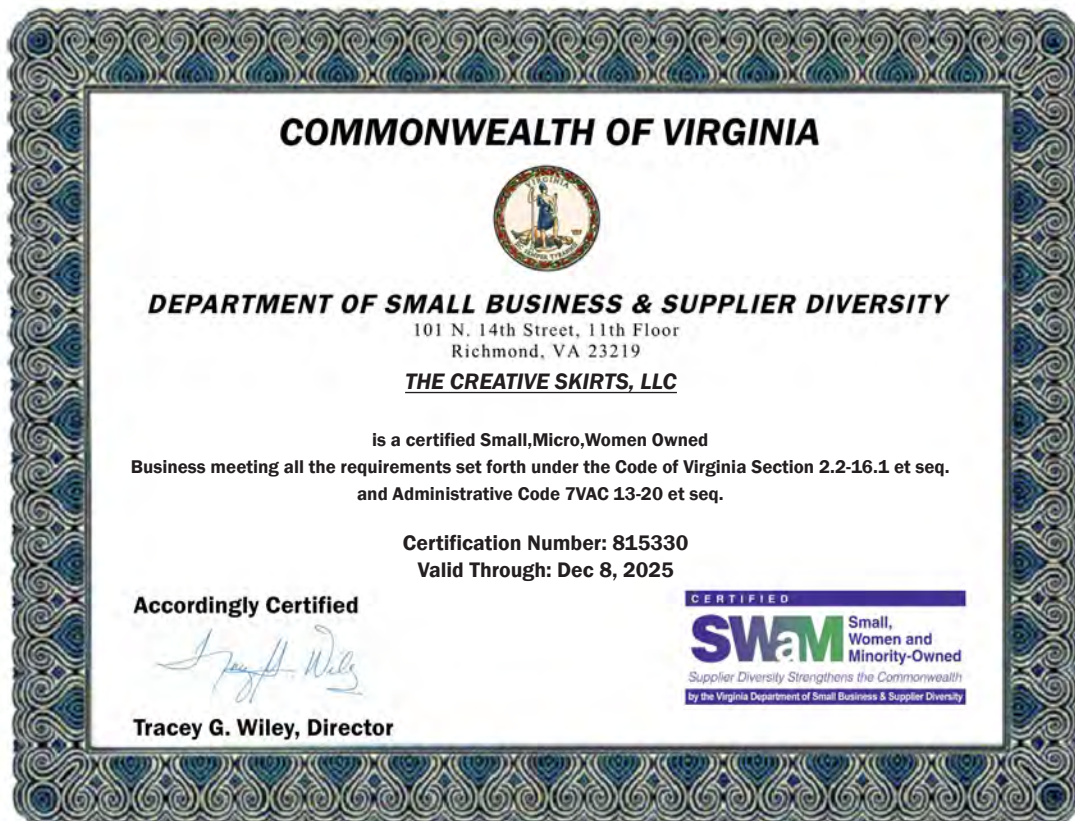 COMMONWEALTH OF VIRGINIA
VIRGINIA
SIC SEMPER TYRANNIS
DEPARTMENT OF SMALL BUSINESS & SUPPLIER DIVERSITY
101 N. 14th Street, 11th Floor
Richmond, VA 23219
THE CREATIVE SKIRTS, LLC
is a certified Small,Micro,Women Owned
Business meeting all the requirements set forth under the Code of Virginia Section 2.2-16.1 et seq.
and Administrative Code 7VAC 13-20 et seq.
Certification Number: 815330
Valid Through: Dec 8, 2025
Accordingly Certified
Tracey G. Wiley, Director
CERTIFIED
SWaM
Small,
Women and
Minority-Owned
Supplier Diversity Strengthens the Commonwealth
by the Virginia Department of Small Business & Supplier Diversity